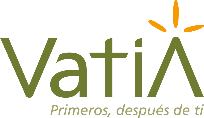 Vatia
Primeros, después de ti